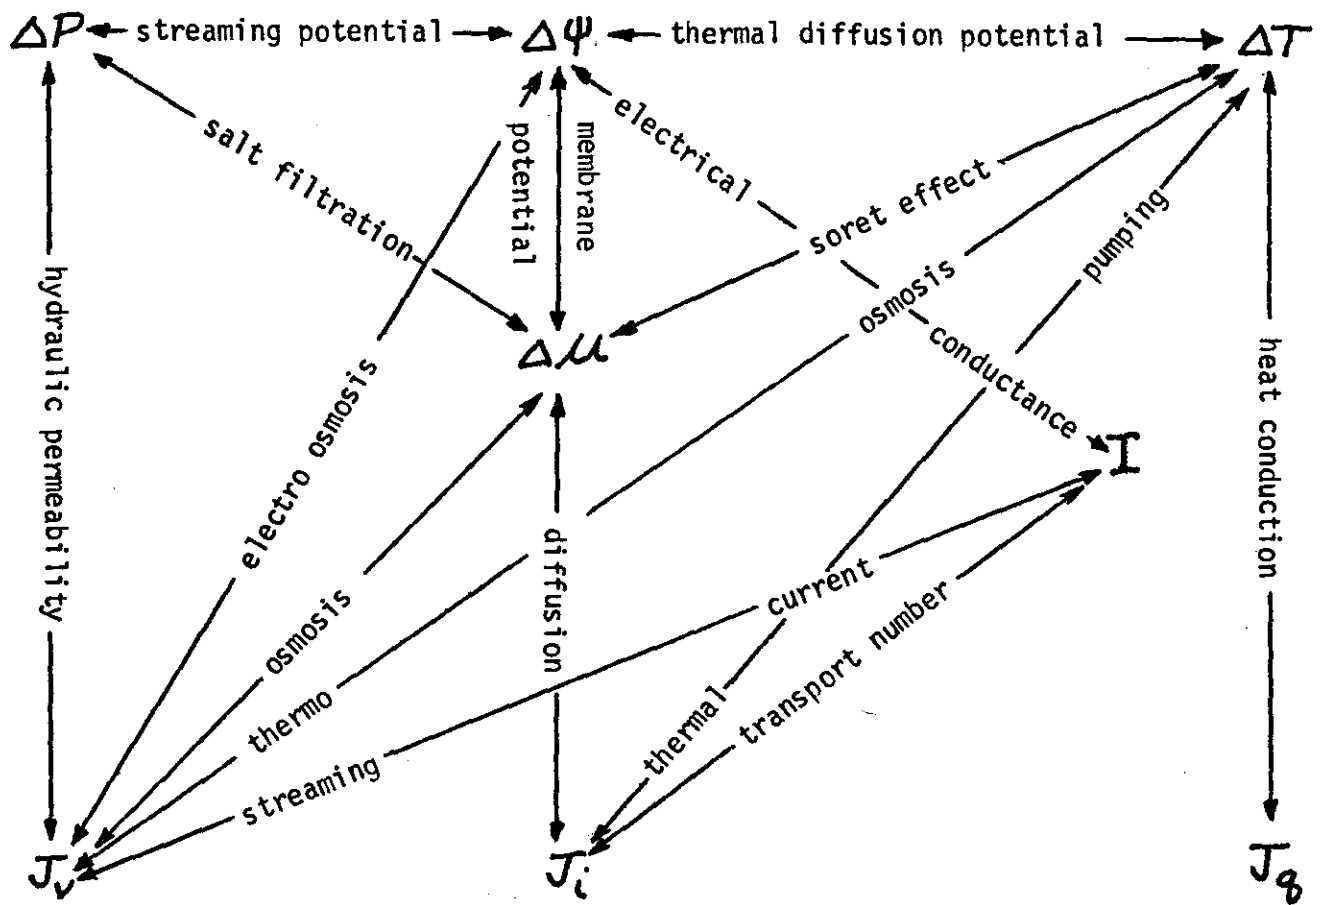 ΔP streaming potential ΔΨ thermal diffusion potential ΔT
salt filtration
potential
membrane
electrical conductance
soret effect
thermo osmosis
thermal pumping
hydraulic permeability
electro osmosis
Δμ
heat conduction
I
osmosis
diffusion
streaming current
transport number
Jv Ji Jq